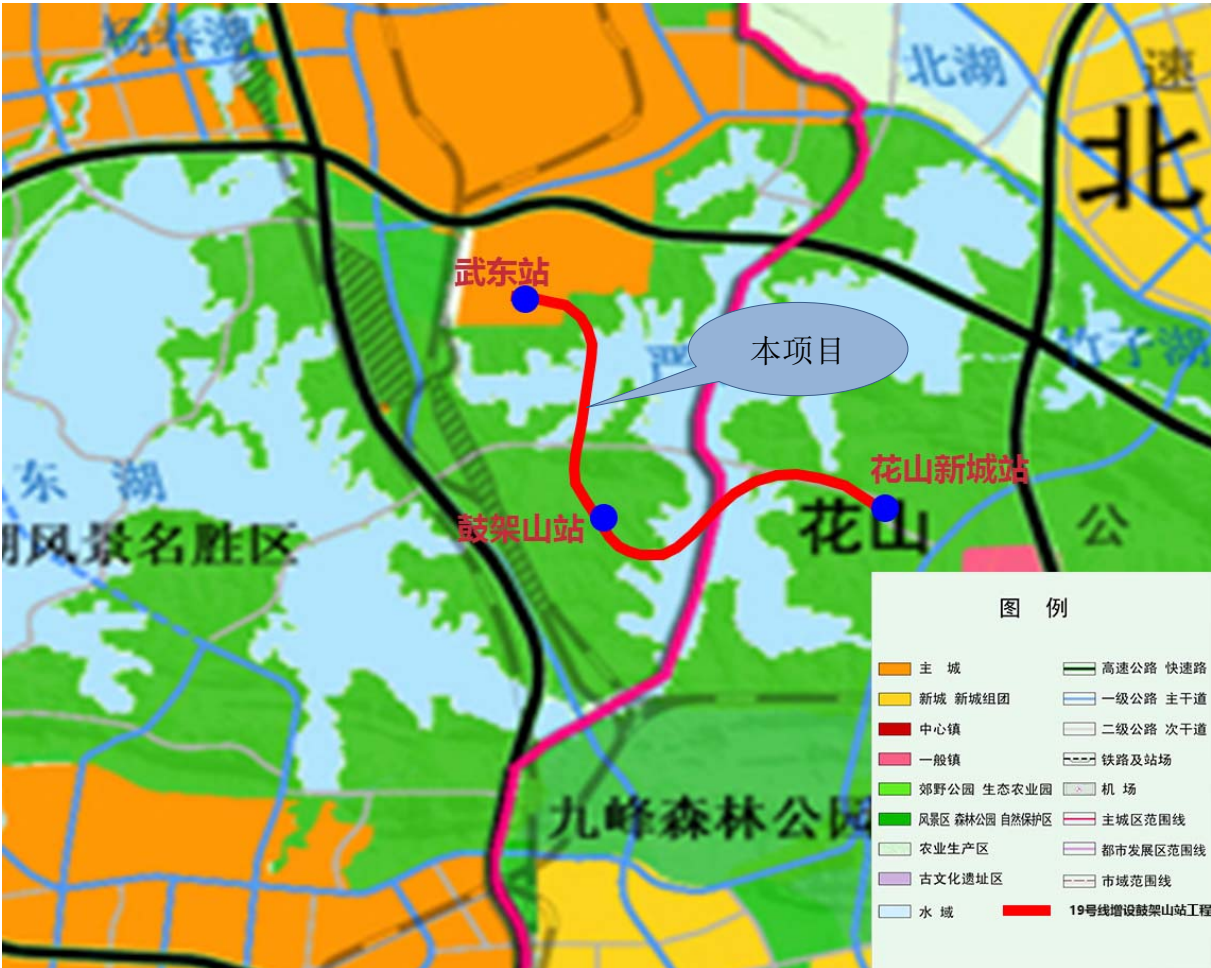 杨春湖
北湖
速
北
武东站
严
本项目
竹子湖
东 湖
花山新城站
鼓架山站
花山
公
湖风景名胜区
九峰森林公园
图 例
主 城
高速公路 快速路
新城 新城组团
一级公路 主干道
中心镇
二级公路 次干道
一般镇
铁路及站场
郊野公园 生态农业园
机 场
风景区 森林公园 自然保护区
主城区范围线
农业生产区
都市发展区范围线
古文化遗址区
市域范围线
水 域
19号线增设鼓架山站工程